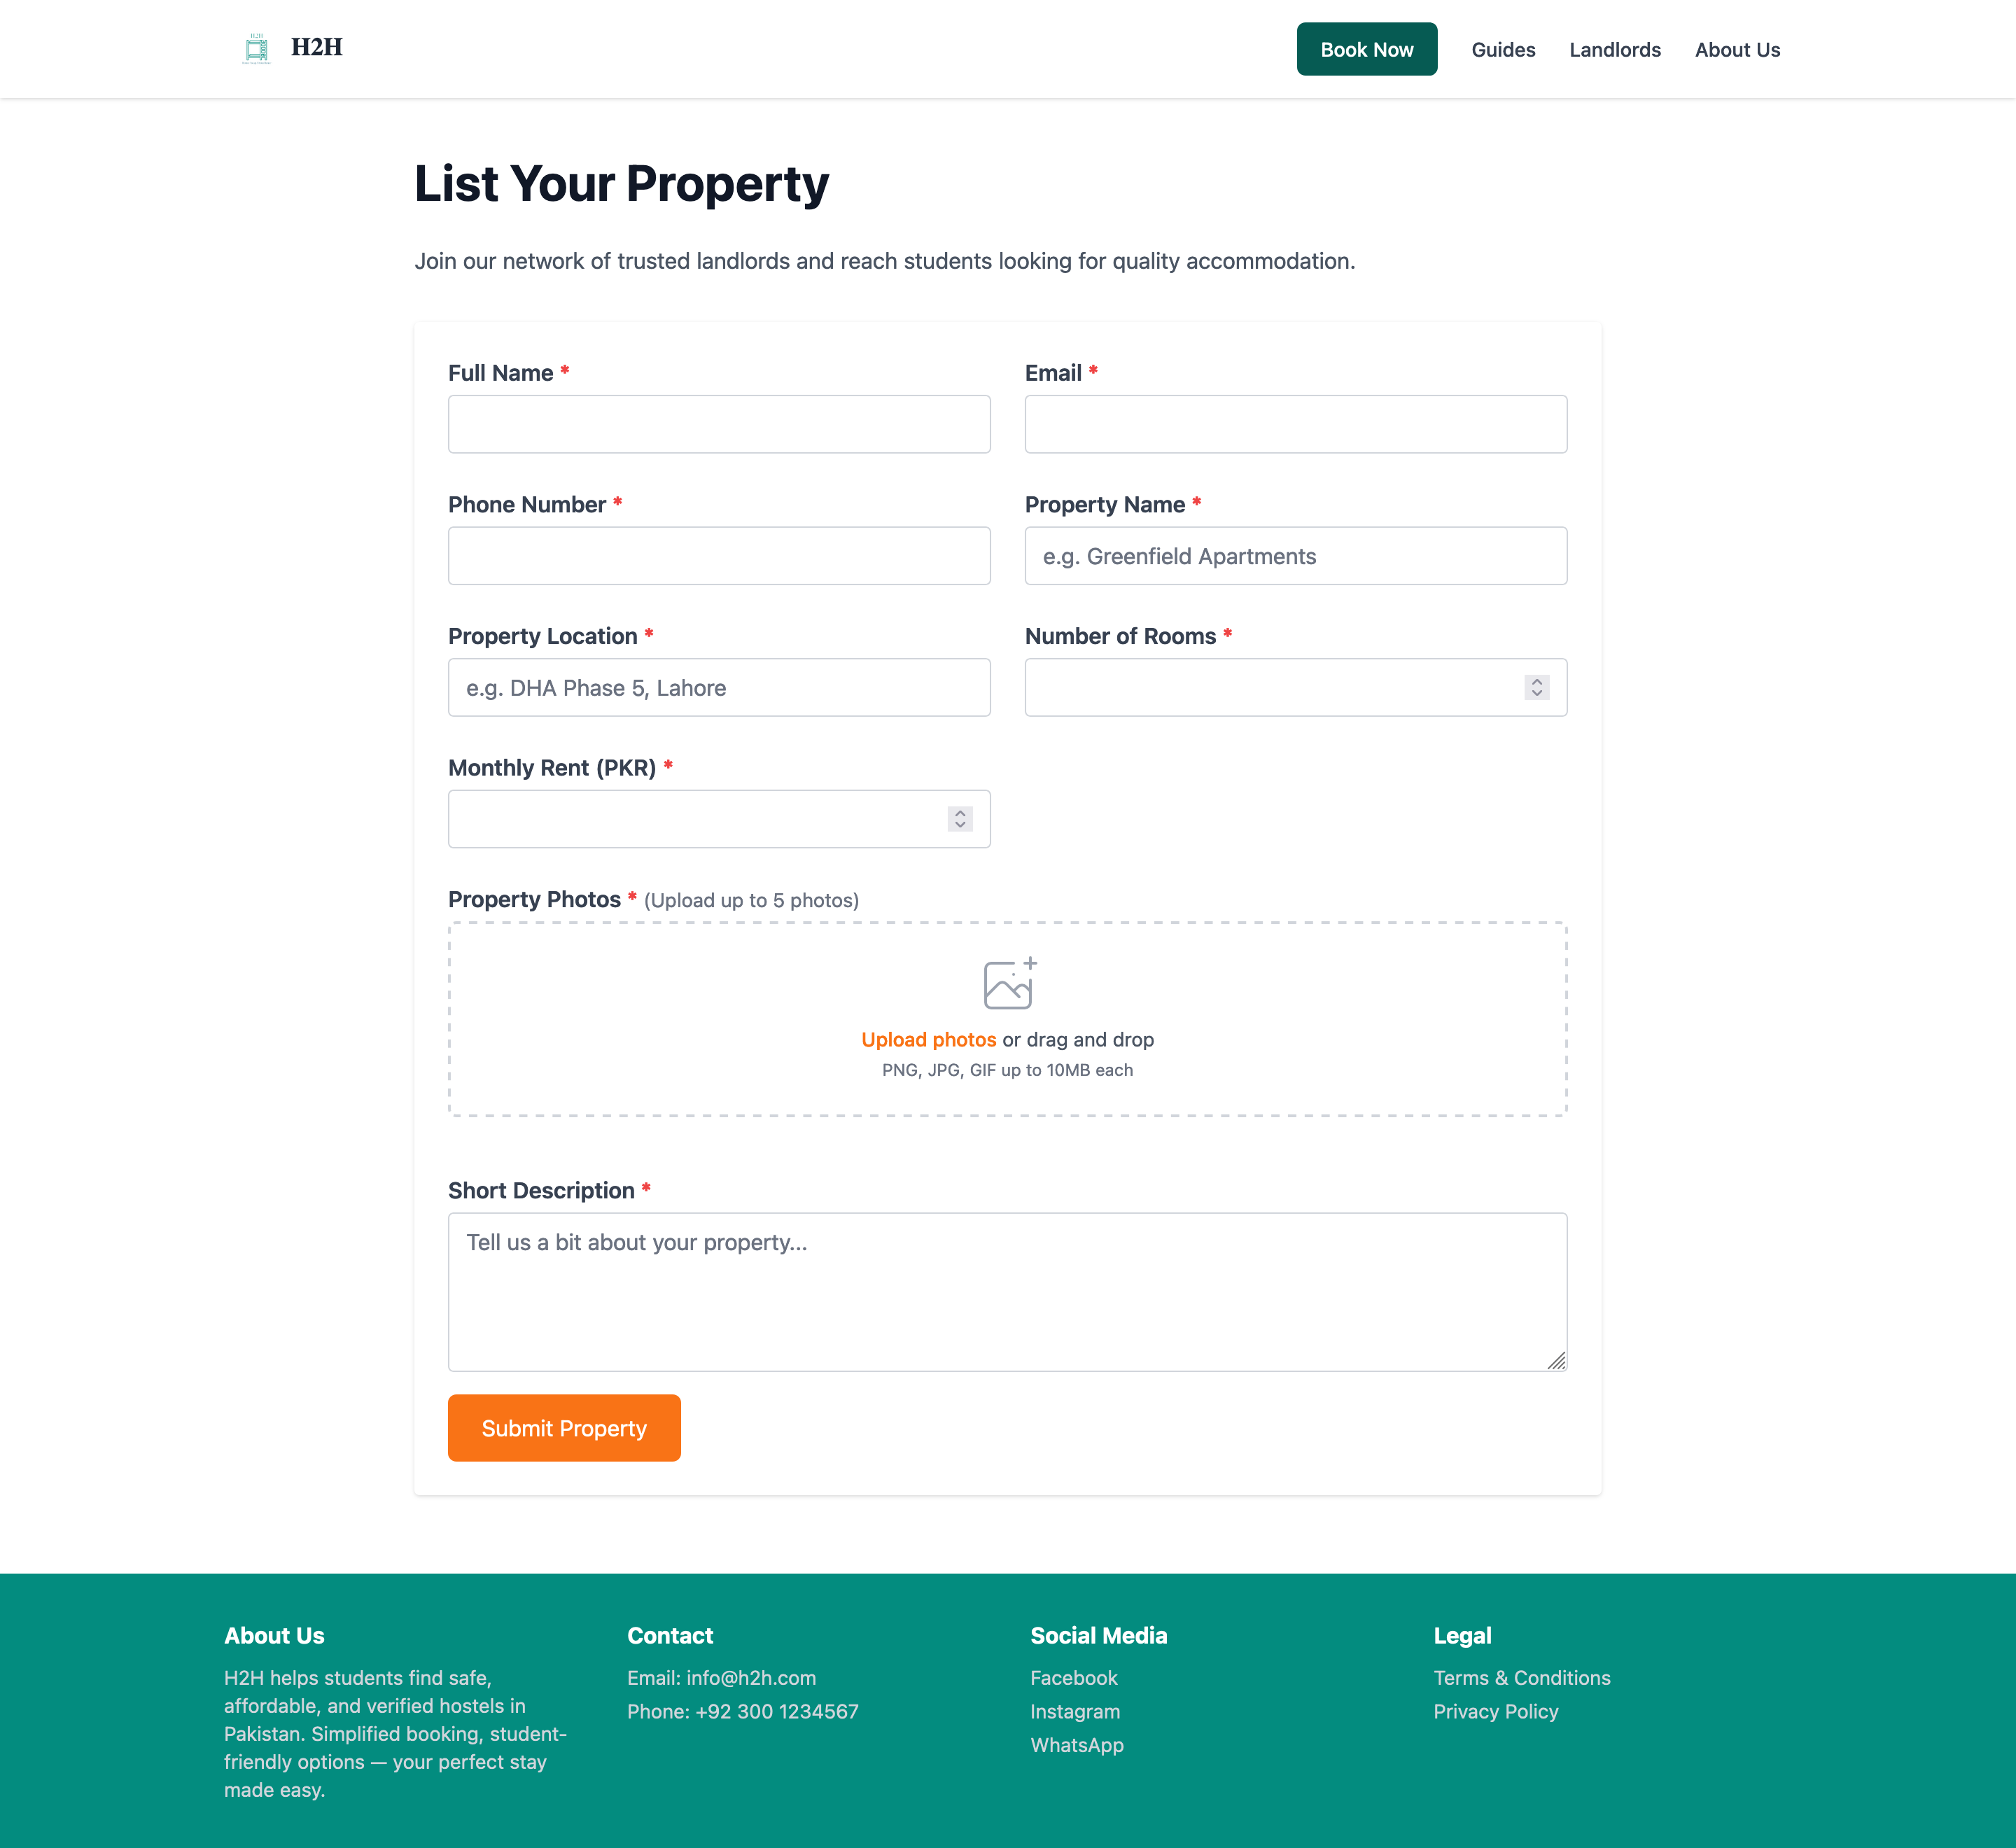 H2H
H2H
Book Now
Guides
Landlords
About Us
List Your Property
Join our network of trusted landlords and reach students looking for quality accommodation.
Full Name *
Email *
Phone Number *
Property Name *
e.g. Greenfield Apartments
Property Location *
e.g. DHA Phase 5, Lahore
Number of Rooms *
Monthly Rent (PKR) *
Property Photos * (Upload up to 5 photos)
Upload photos or drag and drop
PNG, JPG, GIF up to 10MB each
Short Description *
Tell us a bit about your property...
Submit Property
About Us
H2H helps students find safe,
affordable, and verified hostels in
Pakistan. Simplified booking, student-
friendly options — your perfect stay
made easy.
Contact
Email: info@h2h.com
Phone: +92 300 1234567
Social Media
Facebook
Instagram
WhatsApp
Legal
Terms & Conditions
Privacy Policy